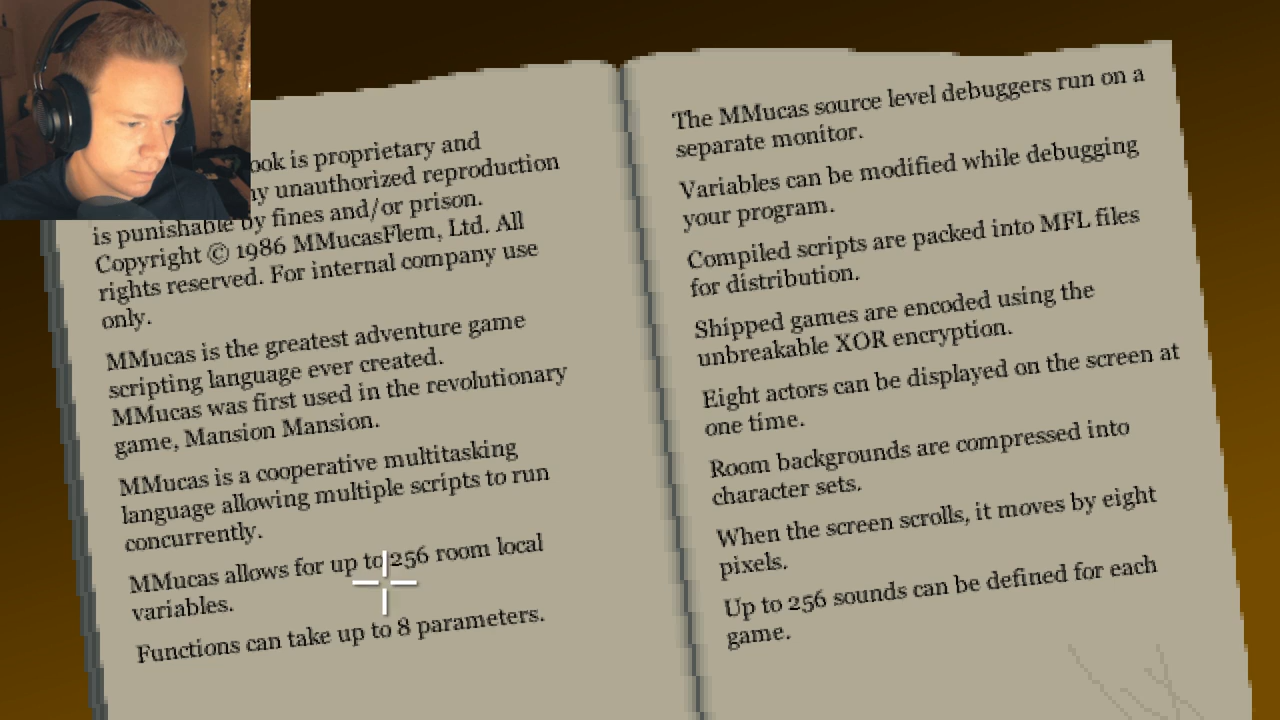 ook is proprietary and
ny unauthorized reproduction
is punishable by fines and/or prison.
Copyright © 1986 MMucasFlem, Ltd. All
rights reserved. For internal company use
only.
MMucas is the greatest adventure game
scripting language ever created.
MMucas was first used in the revolutionary
game, Mansion Mansion.
MMucas is a cooperative multitasking
language allowing multiple scripts to run
concurrently.
MMucas allows for up to 256 room local
variables.
Functions can take up to 8 parameters.
The MMucas source level debuggers run on a
separate monitor.
Variables can be modified while debugging
your program.
Compiled scripts are packed into MFL files
for distribution.
Shipped games are encoded using the
unbreakable XOR encryption.
Eight actors can be displayed on the screen at
one time.
Room backgrounds are compressed into
character sets.
When the screen scrolls, it moves by eight
pixels.
Up to 256 sounds can be defined for each
game.